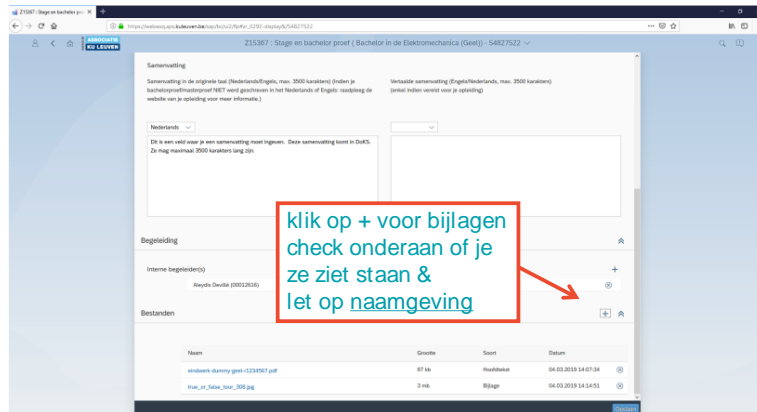 Z15367 : Stage en bachelor pro
https://webwsq.aps.kuleuven.be/sap/bc/ui2/flp#st_9292-display&/54827522
ASSOCIATIE
KU LEUVEN
Z15367 : Stage en bachelor proef ( Bachelor in de Elektromechanica (Geel)) - 54827522
Samenvatting
Samenvatting in de originele taal (Nederlands/Engels, max. 3500 karakters) (Indien je
bachelorproef/masterproef NIET werd geschreven in het Nederlands of Engels: raadpleeg de
website van je opleiding voor meer informatie.)
Vertaalde samenvatting (Engels/Nederlands, max. 3500 karakters)
(enkel indien vereist voor je opleiding)
Nederlands
Dit is een veld waar je een samenvatting moet ingeven. Deze samenvatting komt in DoKS.
Ze mag maximaal 3500 karakters lang zijn.
klik op + voor bijlagen
check onderaan of je
ze ziet staan &
let op naamgeving
Begeleiding
Interne begeleider(s)
Aleydis Devillé (00012616)
Bestanden
Naam Grootte Soort Datum
eindwerk-dummy-geel-r1234567.pdf 87 kb Hoofdtekst 04.03.2019 14:07:34
true_or_false_tour_308.jpg 3 mb Bijlage 04.03.2019 14:14:51
Opslaan